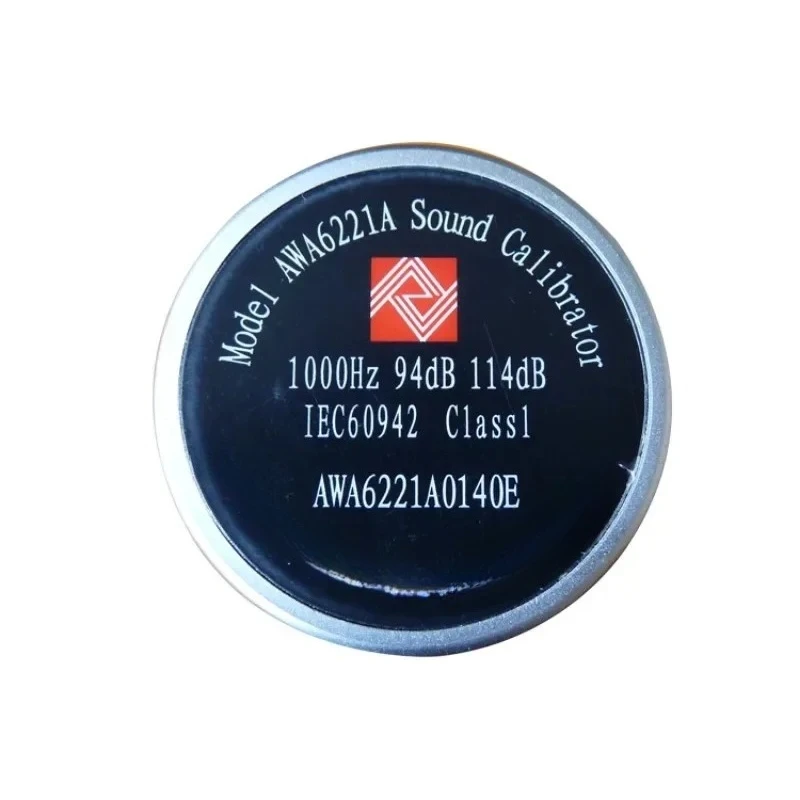 Model AWA6221A Sound Calibrator
1000Hz 94dB 114dB
IEC60942 Class1
AWA6221A0140E